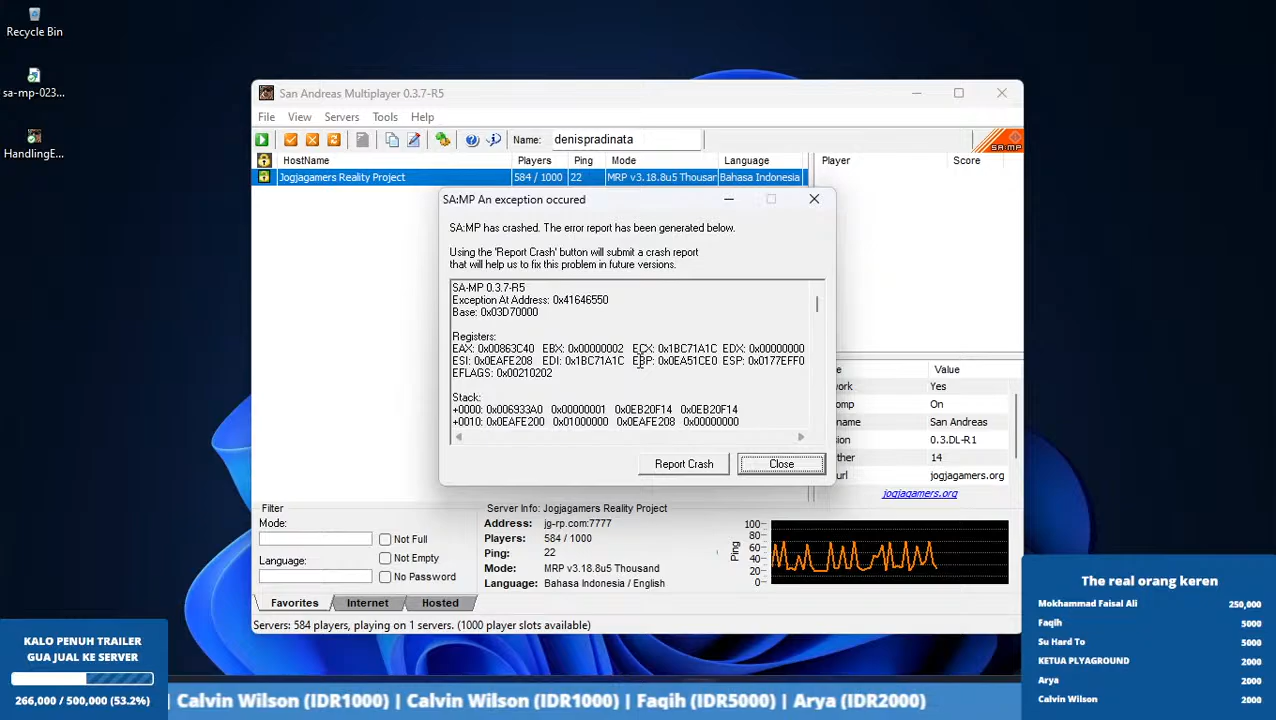 Recycle Bin
sa-mp-023...
HandlingE...
San Andreas Multiplayer 0.3.7-R5
File View Servers Tools Help
Name: denispradinata
SA:MP
HostName Players Ping Mode Language
Jogjagamers Reality Project 584 / 1000 22 MRP v3.18.8u5 Thousar Bahasa Indonesia
Player Score
SA:MP An exception occured
SA:MP has crashed. The error report has been generated below.
Using the 'Report Crash' button will submit a crash report
that will help us to fix this problem in future versions.
SA-MP 0.3.7-R5
Exception At Address: 0x41646550
Base: 0x03D70000
Registers:
EAX: 0x00863C40 EBX: 0x00000002 ECX: 0x1BC71A1C EDX: 0x00000000
ESI: 0x0EAFE208 EDI: 0x1BC71A1C EBP: 0x0EA51CE0 ESP: 0x0177EFF0
EFLAGS: 0x00210202
Stack:
+0000: 0x006933A0 0x00000001 0x0EB20F14 0x0EB20F14
+0010: 0x0EAFE200 0x01000000 0x0EAFE208 0x00000000
Report Crash Close
e Value
work Yes
omp On
name San Andreas
sion 0.3.DL-R1
ther 14
url jogjagamers.org
jogjagamers.org
Filter
Mode:
Not Full
Not Empty
Language:
No Password
Server Info: Jogjagamers Reality Project
Address: jg-rp.com:7777
Players: 584 / 1000
Ping: 22
Mode: MRP v3.18.8u5 Thousand
Language: Bahasa Indonesia / English
Ping
100
80
60
40
20
0
Favorites Internet Hosted
Servers: 584 players, playing on 1 servers. (1000 player slots available)
KALO PENUH TRAILER
GUA JUAL KE SERVER
266,000 / 500,000 (53.2%)
| Calvin Wilson (IDR1000) | Calvin Wilson (IDR1000) | Faqih (IDR5000) | Arya (IDR2000)
The real orang keren
Mokhammad Faisal Ali 250,000
Faqih 5000
Su Hard To 5000
KETUA PLYAGROUND 2000
Arya 2000
Calvin Wilson 2000